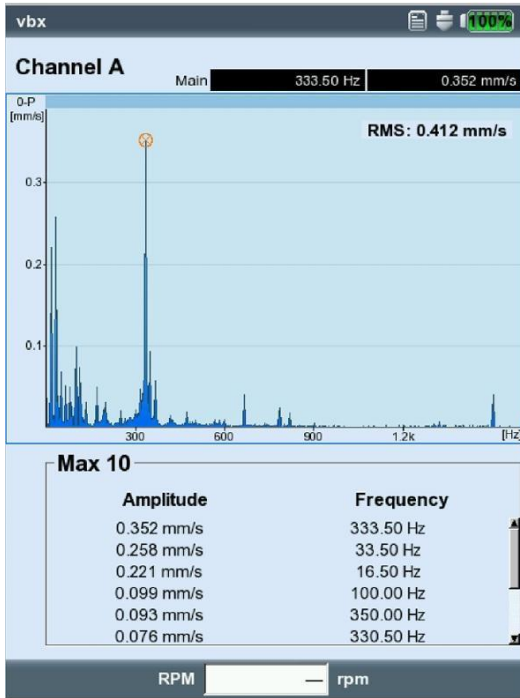 vbx
100%
Channel A
Main 333.50 Hz 0.352 mm/s
0-P
[mm/s]
RMS: 0.412 mm/s
0.3
0.2
0.1
300 600 900 1.2k [Hz]
Max 10
Amplitude Frequency
0.352 mm/s 333.50 Hz
0.258 mm/s 33.50 Hz
0.221 mm/s 16.50 Hz
0.099 mm/s 100.00 Hz
0.093 mm/s 350.00 Hz
0.076 mm/s 330.50 Hz
RPM — rpm